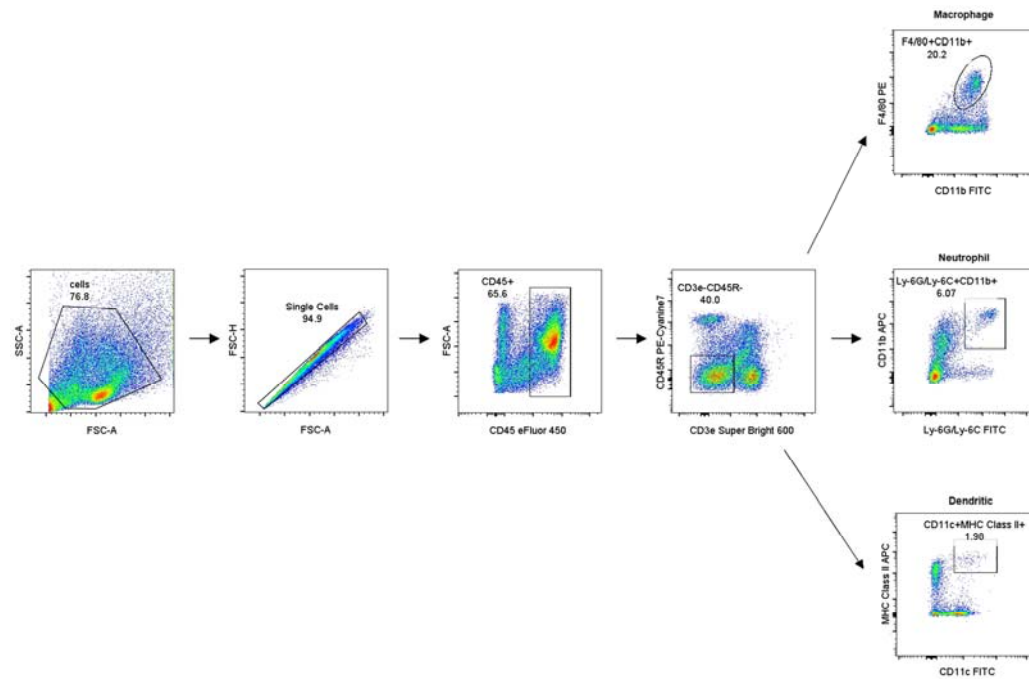 Macrophage
F4/80+CD11b+
20.2
F4/80 PE
CD11b FITC
cells
76.8
SSC-A
FSC-A
Single Cells
94.9
FSC-H
FSC-A
CD45+
65.6
FSC-A
CD45 eFluor 450
CD3e-CD45R-
40.0
CD45R PE-Cyanine7
CD3e Super Bright 600
Neutrophil
Ly-6G/Ly-6C+CD11b+
6.07
CD11b APC
Ly-6G/Ly-6C FITC
Dendritic
CD11c+MHC Class II+
1.90
MHC Class II APC
CD11c FITC